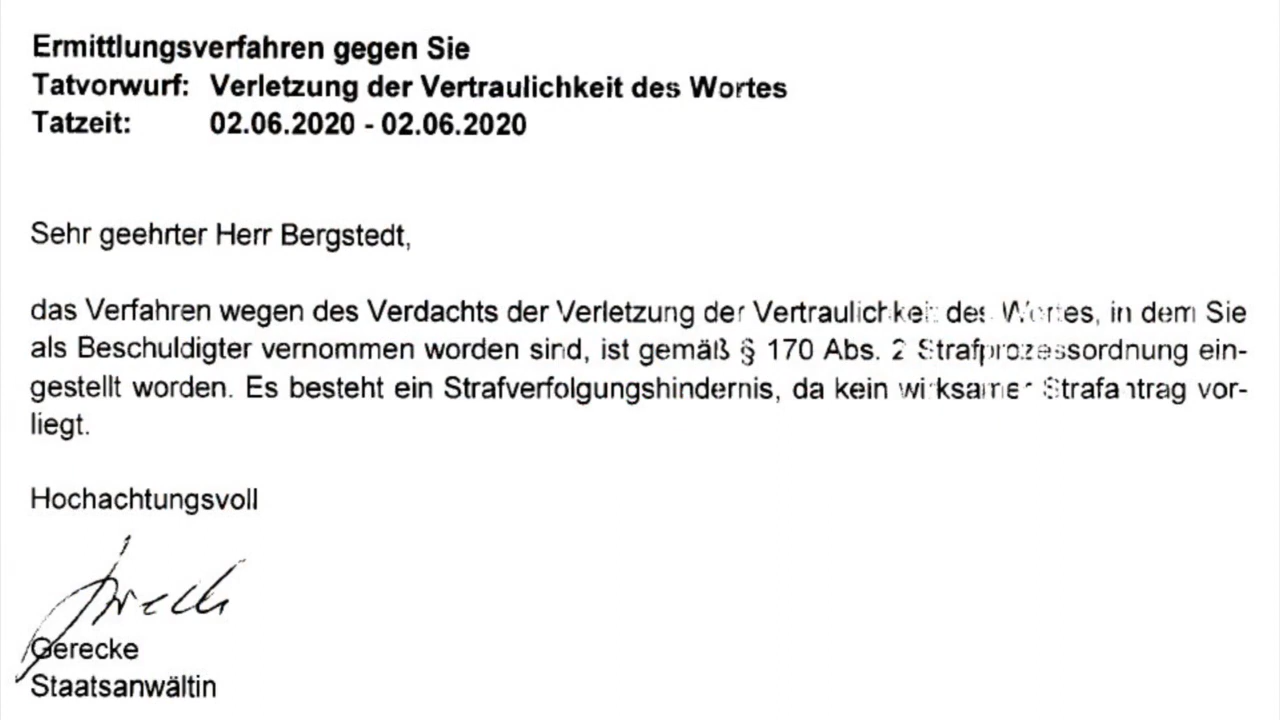 Ermittlungsverfahren gegen Sie
Tatvorwurf: Verletzung der Vertraulichkeit des Wortes
Tatzeit: 02.06.2020 - 02.06.2020
Sehr geehrter Herr Bergstedt,
das Verfahren wegen des Verdachts der Verletzung der Vertraulichkeit des Wortes, in dem Sie
als Beschuldigter vernommen worden sind, ist gemäß § 170 Abs. 2 Strafprozessordnung ein-
gestellt worden. Es besteht ein Strafverfolgungshindernis, da kein wirksamer Strafantrag vor-
liegt.
Hochachtungsvoll
Gerecke
Staatsanwältin